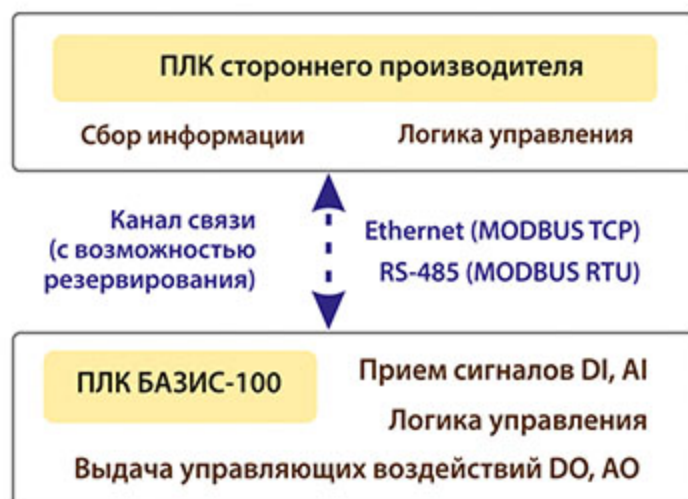 ПЛК стороннего производителя
Сбор информации
Логика управления
Канал связи
(с возможностью
резервирования)
Ethernet (MODBUS TCP)
RS-485 (MODBUS RTU)
ПЛК БАЗИС-100
Прием сигналов DI, AI
Логика управления
Выдача управляющих воздействий DO, AO